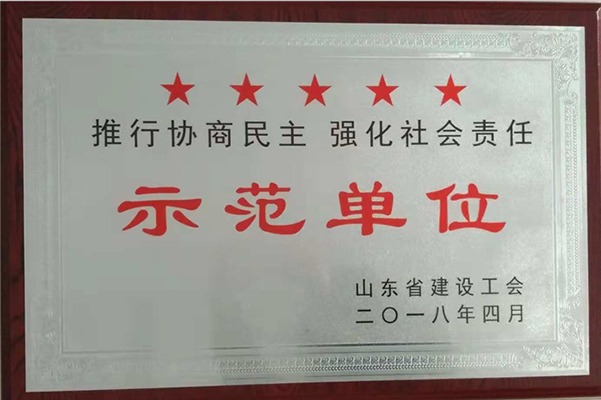 推行协商民主 强化社会责任
示范单位
山东省建设工会
二〇一八年四月